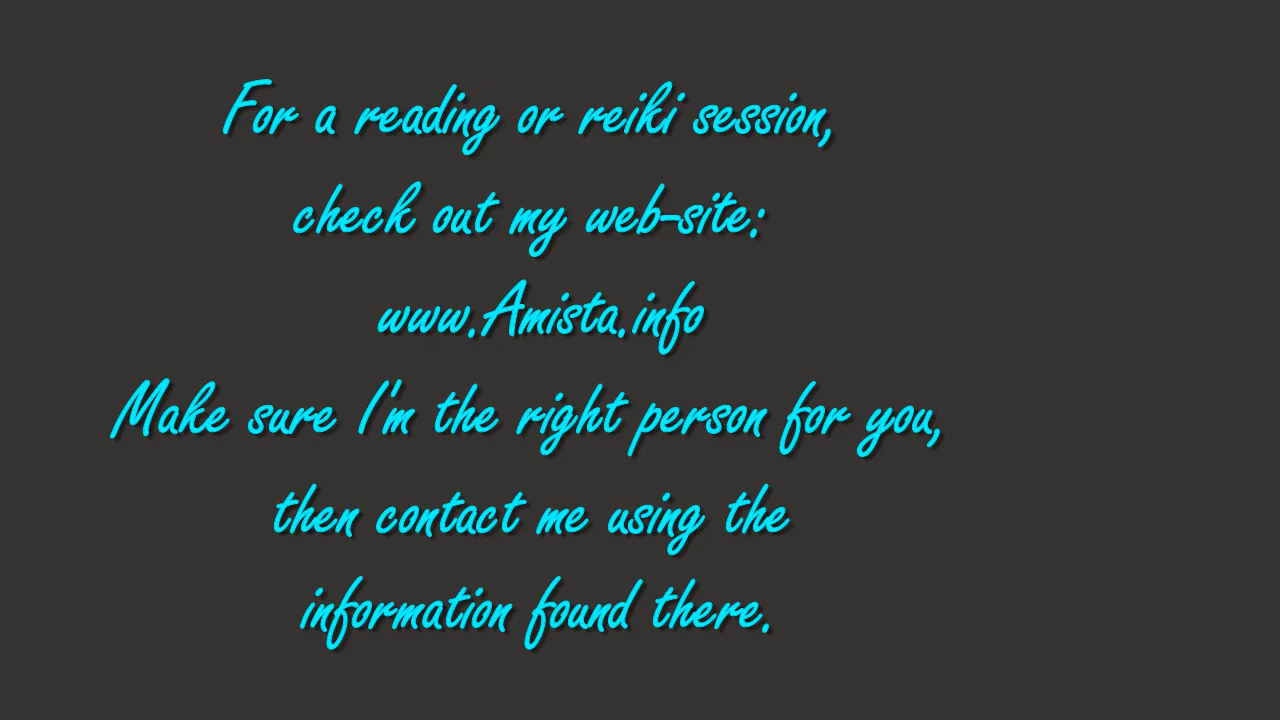 For a reading or reiki session,
check out my web-site:
www.Amista.info
Make sure I'm the right person for you,
then contact me using the
information found there.